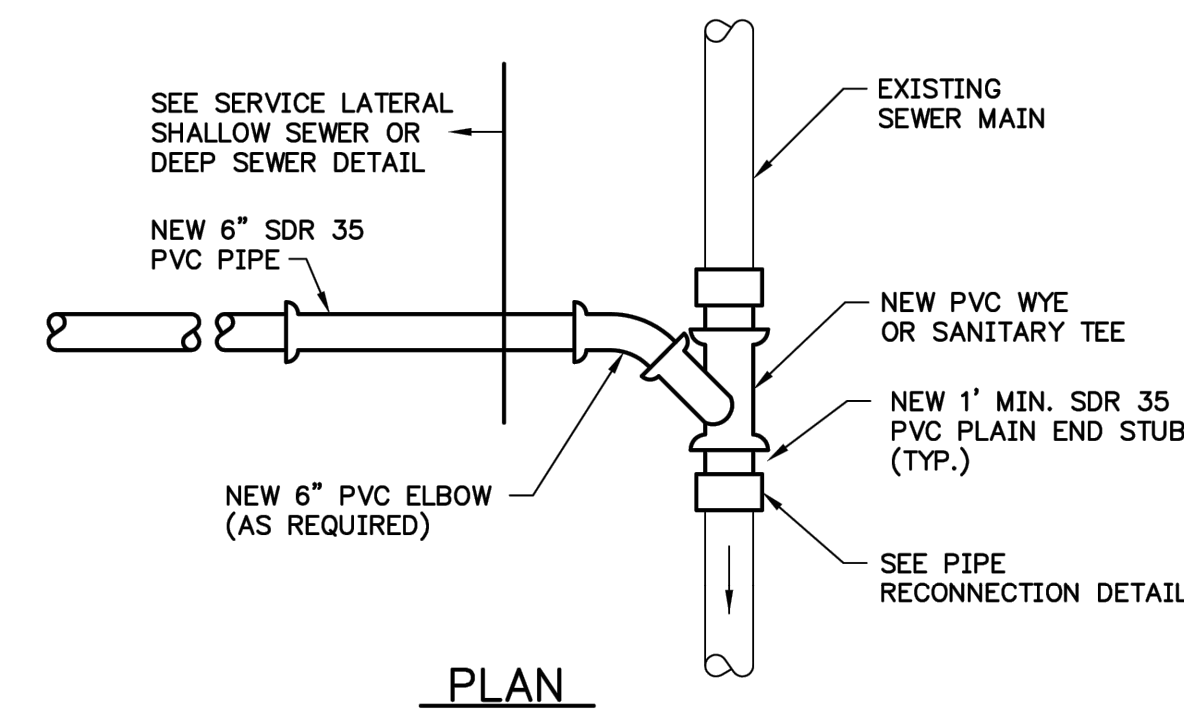 SEE SERVICE LATERAL
SHALLOW SEWER OR
DEEP SEWER DETAIL
NEW 6" SDR 35
PVC PIPE
EXISTING
SEWER MAIN
NEW PVC WYE
OR SANITARY TEE
NEW 1' MIN. SDR 35
PVC PLAIN END STUB
(TYP.)
NEW 6" PVC ELBOW
(AS REQUIRED)
SEE PIPE
RECONNECTION DETAIL
PLAN